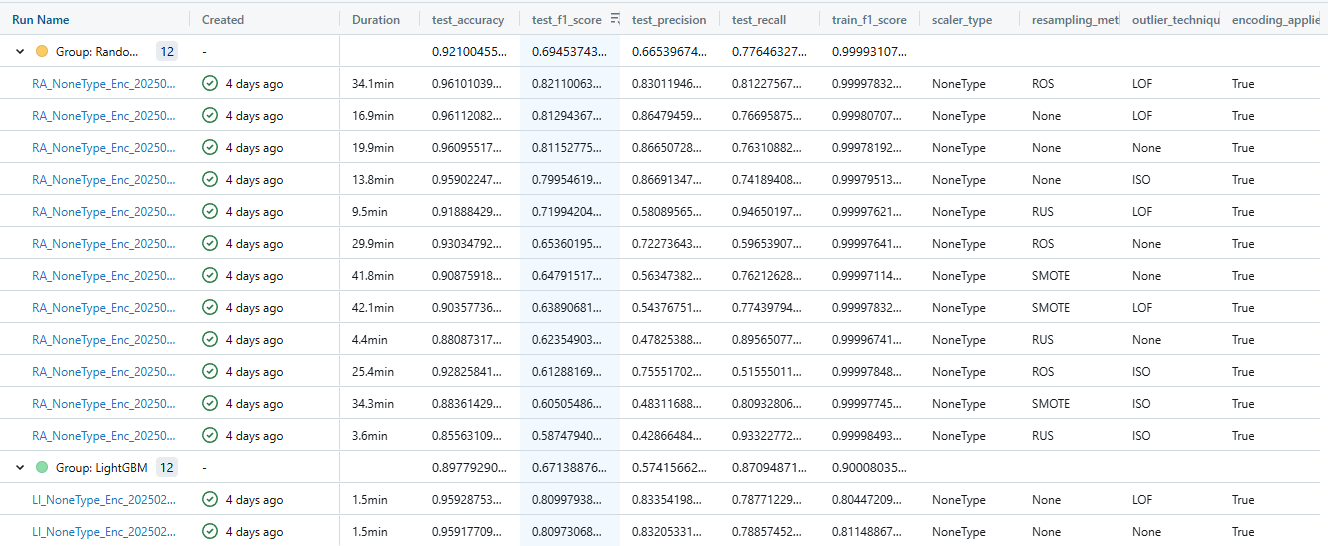 Run Name Created Duration test_accuracy test_f1_score test_precision test_recall train_f1_score scaler_type resampling_met outlier_techniqu encoding_applie
Group: Rando... 12 - 0.92100455... 0.69453743... 0.66539674... 0.77646327... 0.99993107...
RA_NoneType_Enc_20250... 4 days ago 34.1min 0.96101039... 0.82110063... 0.83011946... 0.81227567... 0.99997832... NoneType ROS LOF True
RA_NoneType_Enc_20250... 4 days ago 16.9min 0.96112082... 0.81294367... 0.86479459... 0.76695875... 0.99980707... NoneType None LOF True
RA_NoneType_Enc_20250... 4 days ago 19.9min 0.96095517... 0.81152775... 0.86650728... 0.76310882... 0.99978192... NoneType None None True
RA_NoneType_Enc_20250... 4 days ago 13.8min 0.95902247... 0.79954619... 0.86691347... 0.74189408... 0.99979513... NoneType None ISO True
RA_NoneType_Enc_20250... 4 days ago 9.5min 0.91888429... 0.71994204... 0.58089565... 0.94650197... 0.99997621... NoneType RUS LOF True
RA_NoneType_Enc_20250... 4 days ago 29.9min 0.93034792... 0.65360195... 0.72273643... 0.59653907... 0.99997641... NoneType ROS None True
RA_NoneType_Enc_20250... 4 days ago 41.8min 0.90875918... 0.64791517... 0.56347382... 0.76212628... 0.99997114... NoneType SMOTE None True
RA_NoneType_Enc_20250... 4 days ago 42.1min 0.90357736... 0.63890681... 0.54376751... 0.77439794... 0.99997832... NoneType SMOTE LOF True
RA_NoneType_Enc_20250... 4 days ago 4.4min 0.88087317... 0.62354903... 0.47825388... 0.89565077... 0.99996741... NoneType RUS None True
RA_NoneType_Enc_20250... 4 days ago 25.4min 0.92825841... 0.61288169... 0.75551702... 0.51555011... 0.99997848... NoneType ROS ISO True
RA_NoneType_Enc_20250... 4 days ago 34.3min 0.88361429... 0.60505486... 0.48311688... 0.80932806... 0.99997745... NoneType SMOTE ISO True
RA_NoneType_Enc_20250... 4 days ago 3.6min 0.85563109... 0.58747940... 0.42866484... 0.93322772... 0.99998493... NoneType RUS ISO True
Group: LightGBM 12 - 0.89779290... 0.67138876... 0.57415662... 0.87094871... 0.90008035...
LI_NoneType_Enc_202502... 4 days ago 1.5min 0.95928753... 0.80997938... 0.83354198... 0.78771229... 0.80447209... NoneType None LOF True
LI_NoneType_Enc_202502... 4 days ago 1.5min 0.95917709... 0.80973068... 0.83205331... 0.78857452... 0.81148867... NoneType None None True